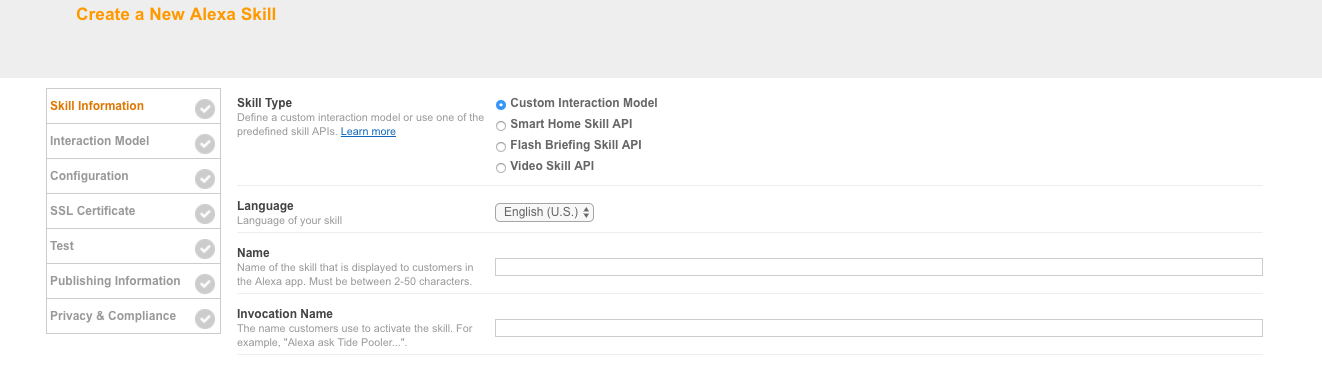 Create a New Alexa Skill
Skill Information
Interaction Model
Configuration
SSL Certificate
Test
Publishing Information
Privacy & Compliance
Skill Type
Define a custom interaction model or use one of the
predefined skill APIs. Learn more
Custom Interaction Model
Smart Home Skill API
Flash Briefing Skill API
Video Skill API
Language
Language of your skill
English (U.S.)
Name
Name of the skill that is displayed to customers in
the Alexa app. Must be between 2-50 characters.
Invocation Name
The name customers use to activate the skill. For
example, "Alexa ask Tide Pooler...".